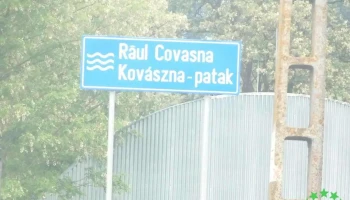 Râul Covasna
Kovászna-patak